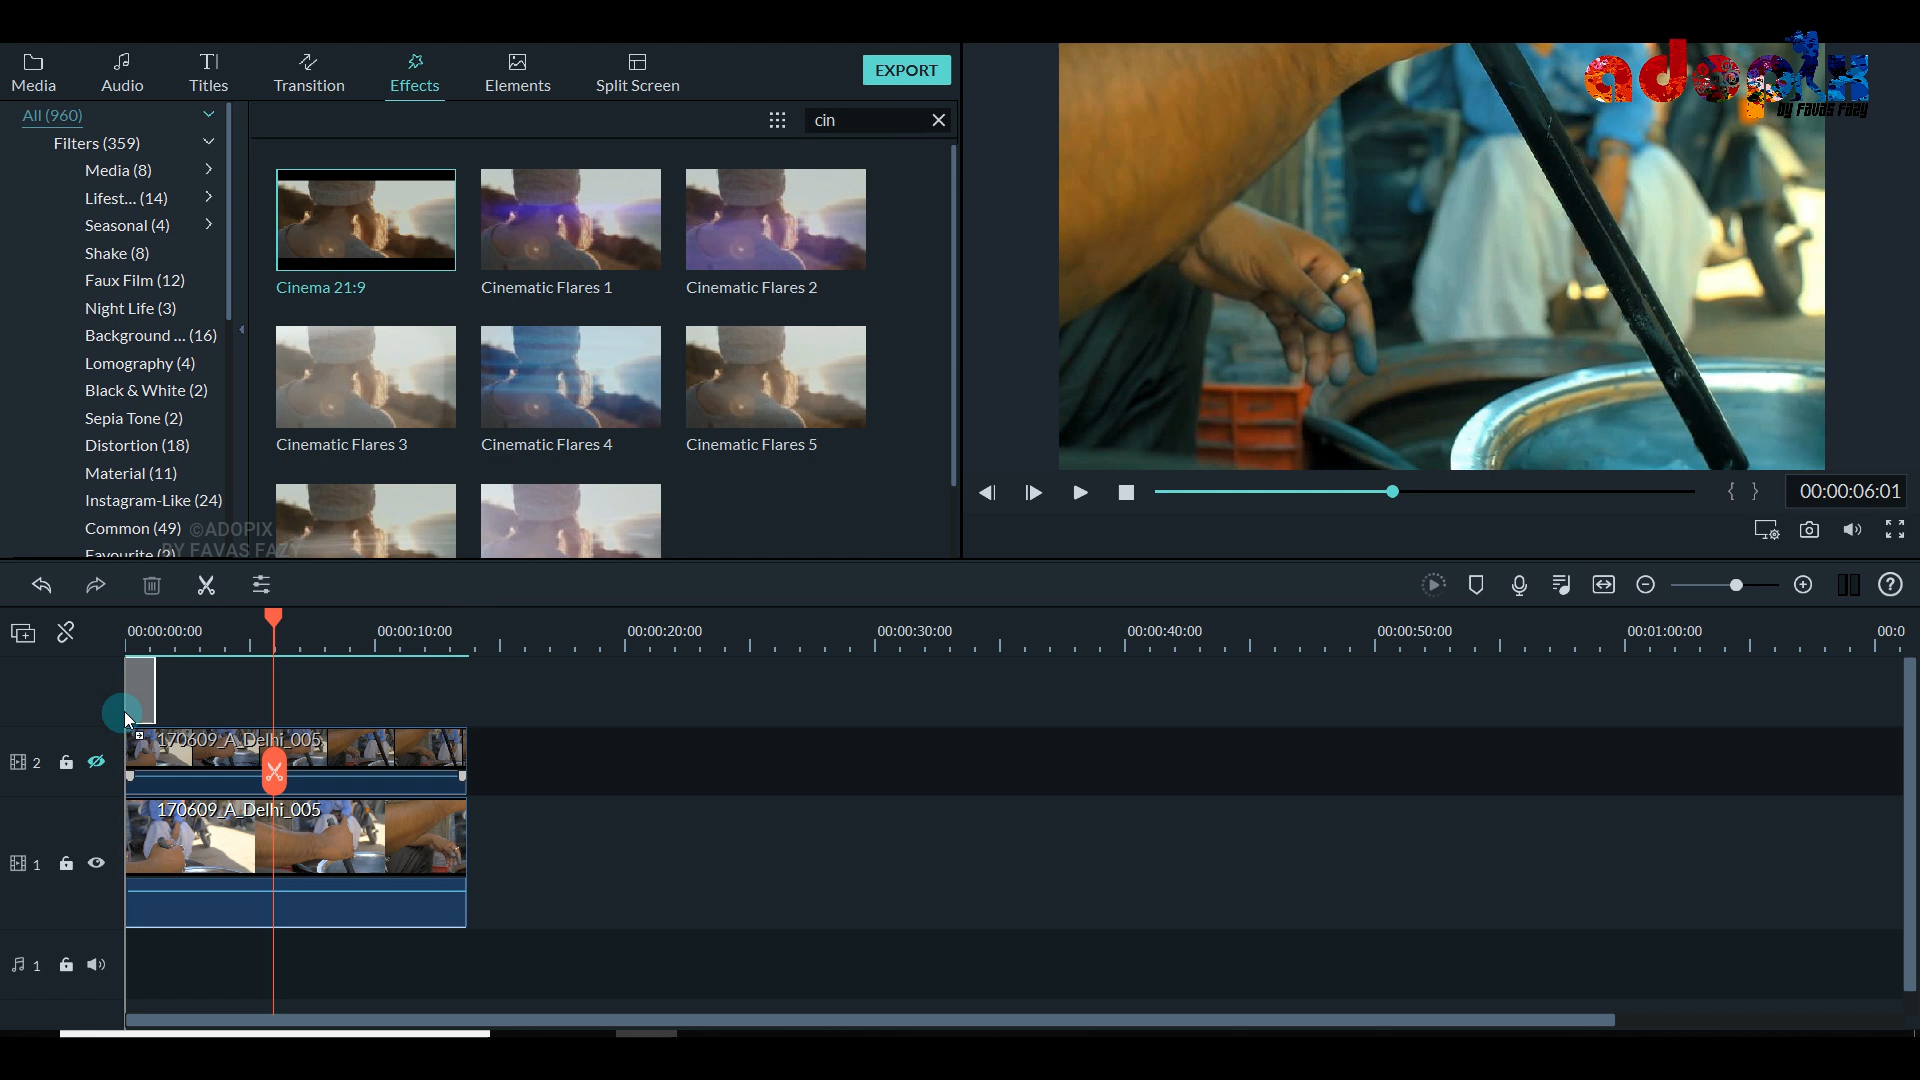 Media
Audio
Titles
Transition
Effects
Elements
Split Screen
EXPORT
adopix
by FAVAS FAZY
All (960)
Filters (359)
Media (8)
Lifest... (14)
Seasonal (4)
Shake (8)
Faux Film (12)
Night Life (3)
Background ... (16)
Lomography (4)
Black & White (2)
Sepia Tone (2)
Distortion (18)
Material (11)
Instagram-Like (24)
Common (49)
Favourite (2)
©ADOPIX
BY FAVAS FAZY
cin
Cinema 21:9
Cinematic Flares 1
Cinematic Flares 2
Cinematic Flares 3
Cinematic Flares 4
Cinematic Flares 5
00:00:06:01
00:00:00:00
00:00:10:00
00:00:20:00
00:00:30:00
00:00:40:00
00:00:50:00
00:01:00:00
00:0
2
170609_A_Delhi_005
1
170609_A_Delhi_005
1